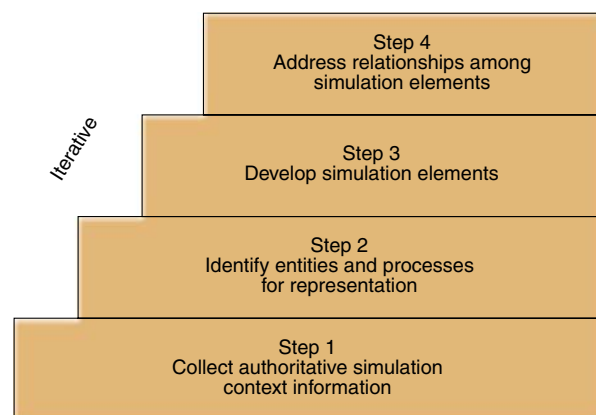 Step 4
Address relationships among
simulation elements
Iterative
Step 3
Develop simulation elements
Step 2
Identify entities and processes
for representation
Step 1
Collect authoritative simulation
context information